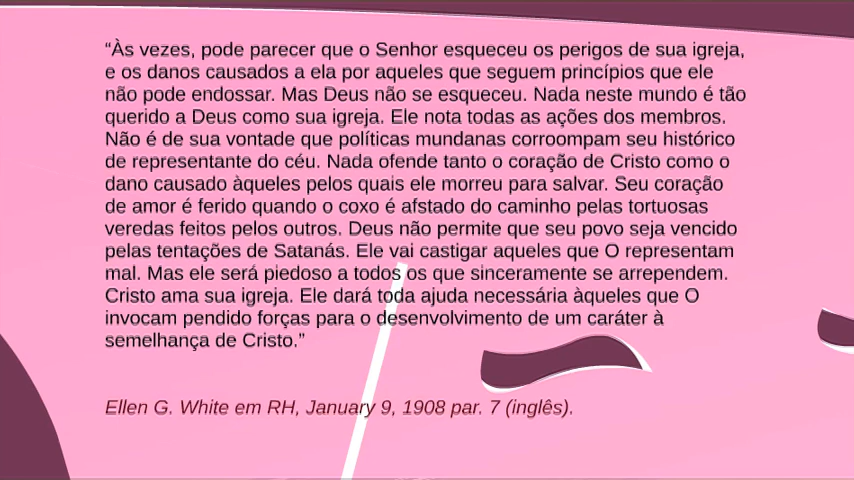 “Às vezes, pode parecer que o Senhor esqueceu os perigos de sua igreja,
e os danos causados a ela por aqueles que seguem princípios que ele
não pode endossar. Mas Deus não se esqueceu. Nada neste mundo é tão
querido a Deus como sua igreja. Ele nota todas as ações dos membros.
Não é de sua vontade que políticas mundanas corroompam seu histórico
de representante do céu. Nada ofende tanto o coração de Cristo como o
dano causado àqueles pelos quais ele morreu para salvar. Seu coração
de amor é ferido quando o coxo é afstado do caminho pelas tortuosas
veredas feitos pelos outros. Deus não permite que seu povo seja vencido
pelas tentações de Satanás. Ele vai castigar aqueles que O representam
mal. Mas ele será piedoso a todos os que sinceramente se arrependem.
Cristo ama sua igreja. Ele dará toda ajuda necessária àqueles que O
invocam pendido forças para o desenvolvimento de um caráter à
semelhança de Cristo.”
Ellen G. White em RH, January 9, 1908 par. 7 (inglês).